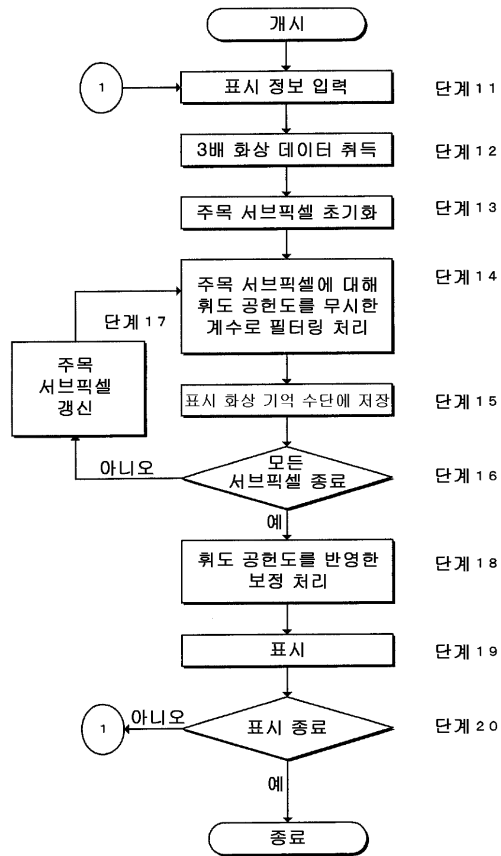 개시
1
표시 정보 입력
단계11
3배 화상 데이터 취득
단계12
주목 서브픽셀 초기화
단계13
주목 서브픽셀에 대해
휘도 공헌도를 무시한
계수로 필터링 처리
단계14
단계17
주목
서브픽셀
갱신
표시 화상 기억 수단에 저장
단계15
아니오
모든
서브픽셀 종료
단계16
예
휘도 공헌도를 반영한
보정 처리
단계18
표시
단계19
1
아니오
표시 종료
단계20
예
종료